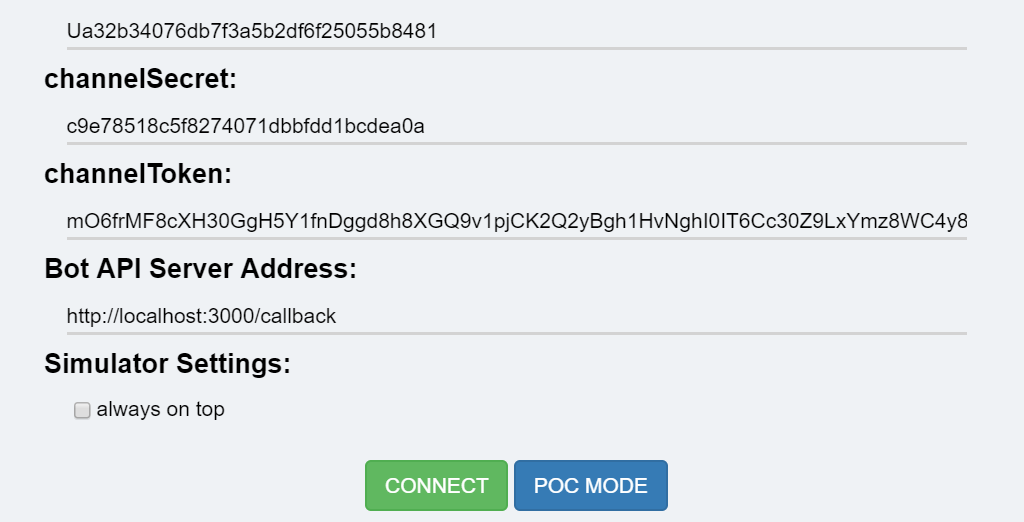 Ua32b34076db7f3a5b2df6f25055b8481
channelSecret:
c9e78518c5f8274071dbbfdd1bcdea0a
channelToken:
mO6frMF8cXH30GgH5Y1fnDggd8h8XGQ9v1pjCK2Q2yBgh1HvNghI0IT6Cc30Z9LxYmz8WC4y8
Bot API Server Address:
http://localhost:3000/callback
Simulator Settings:
always on top
CONNECT POC MODE